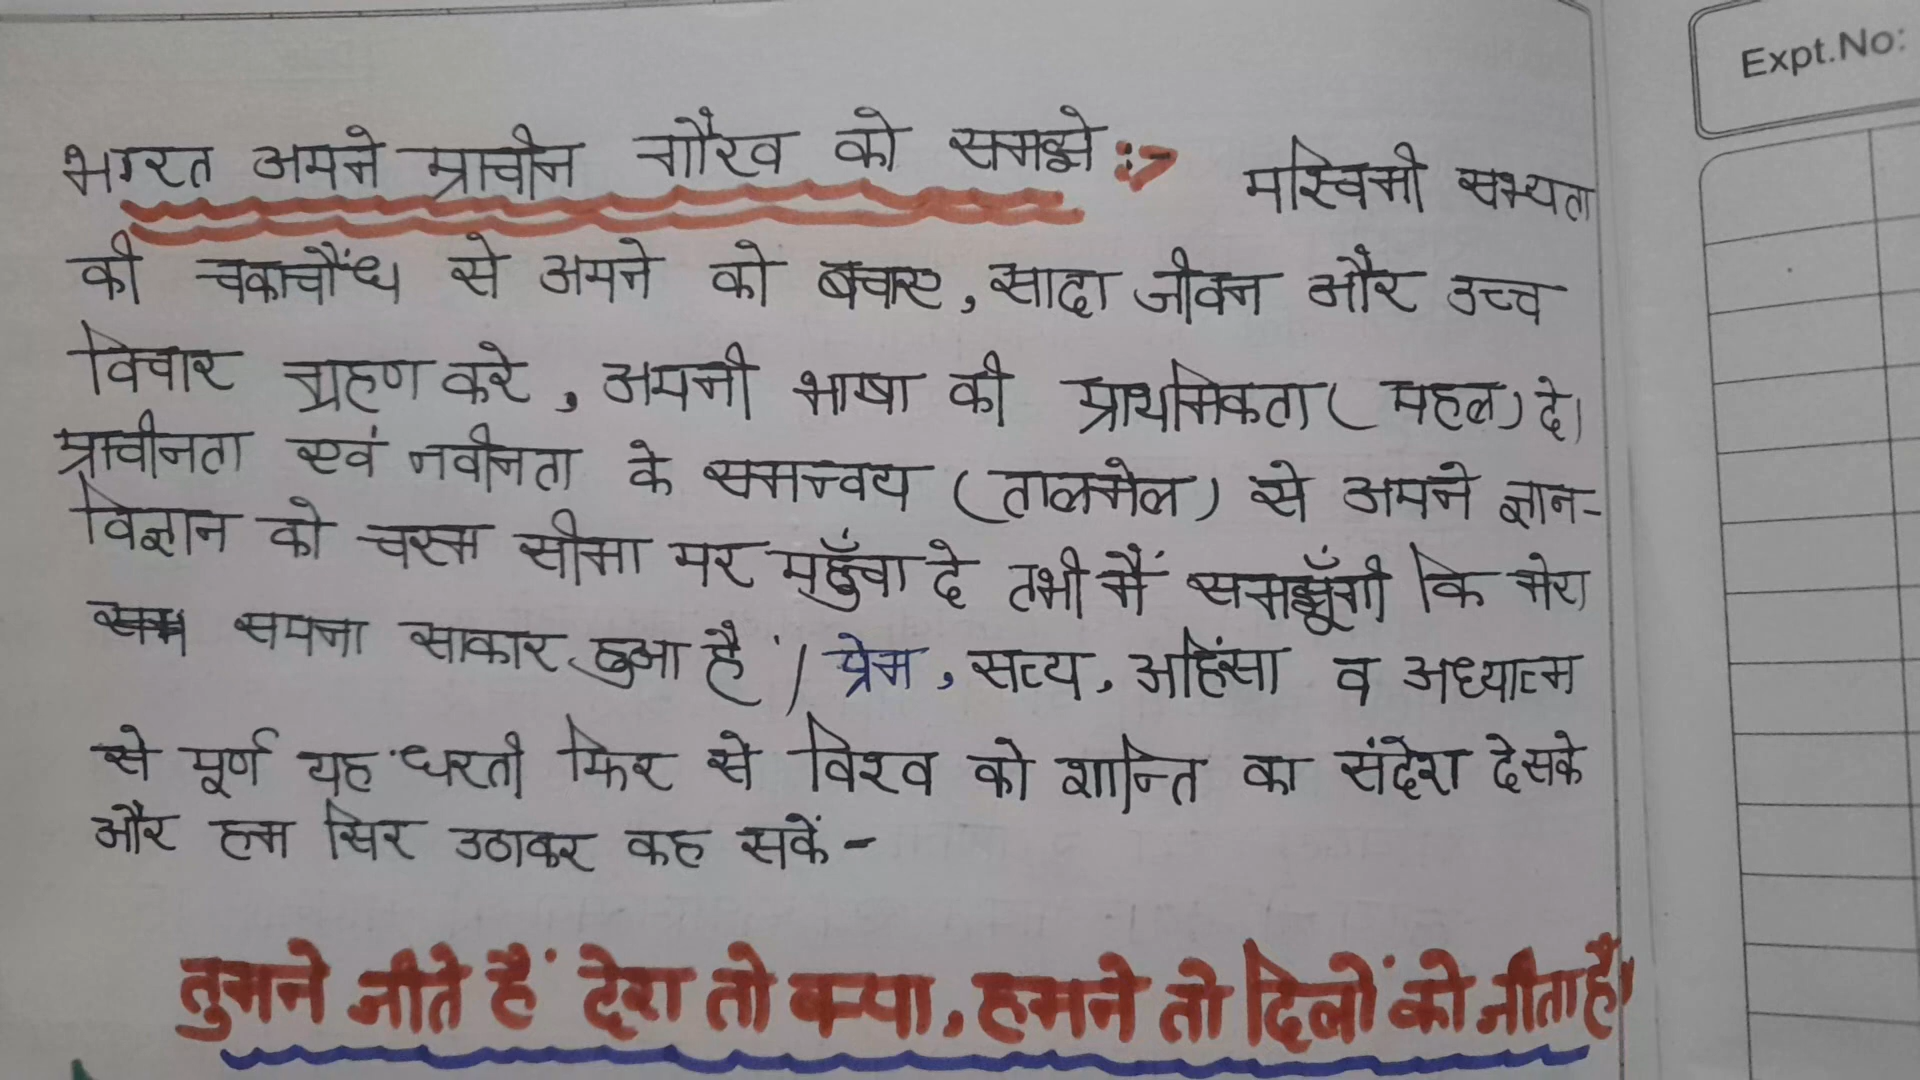 Expt.No:
भारत अपने प्राचीन गौरव को समझे :-> पश्चिमी सभ्यता
की चकाचौंध से अपने को बचाए, सादा जीवन और उच्च
विचार ग्रहण करे, अपनी भाषा की प्राथमिकता (महत्व) दे।
प्राचीनता एवं नवीनता के समन्वय (तालमेल) से अपने ज्ञान-
विज्ञान को चरम सीमा पर पहुँचा दे तभी मैं समझूँगी कि मेरा
सपना साकार हुआ है। प्रेम, सत्य, अहिंसा व अध्यात्म
से पूर्ण यह धरती फिर से विश्व को शान्ति का संदेश दे सके
और हम सिर उठाकर कह सकें-
तुमने जीते हैं देश तो क्या, हमने तो दिलों को जीता है।